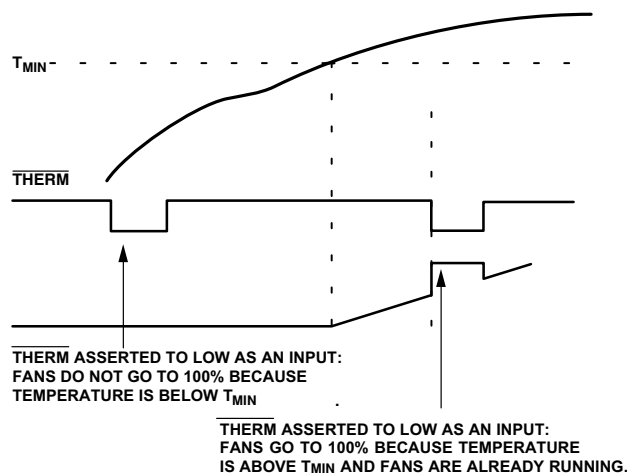 TMIN
THERM
THERM ASSERTED TO LOW AS AN INPUT:
FANS DO NOT GO TO 100% BECAUSE
TEMPERATURE IS BELOW TMIN
THERM ASSERTED TO LOW AS AN INPUT:
FANS GO TO 100% BECAUSE TEMPERATURE
IS ABOVE TMIN AND FANS ARE ALREADY RUNNING.